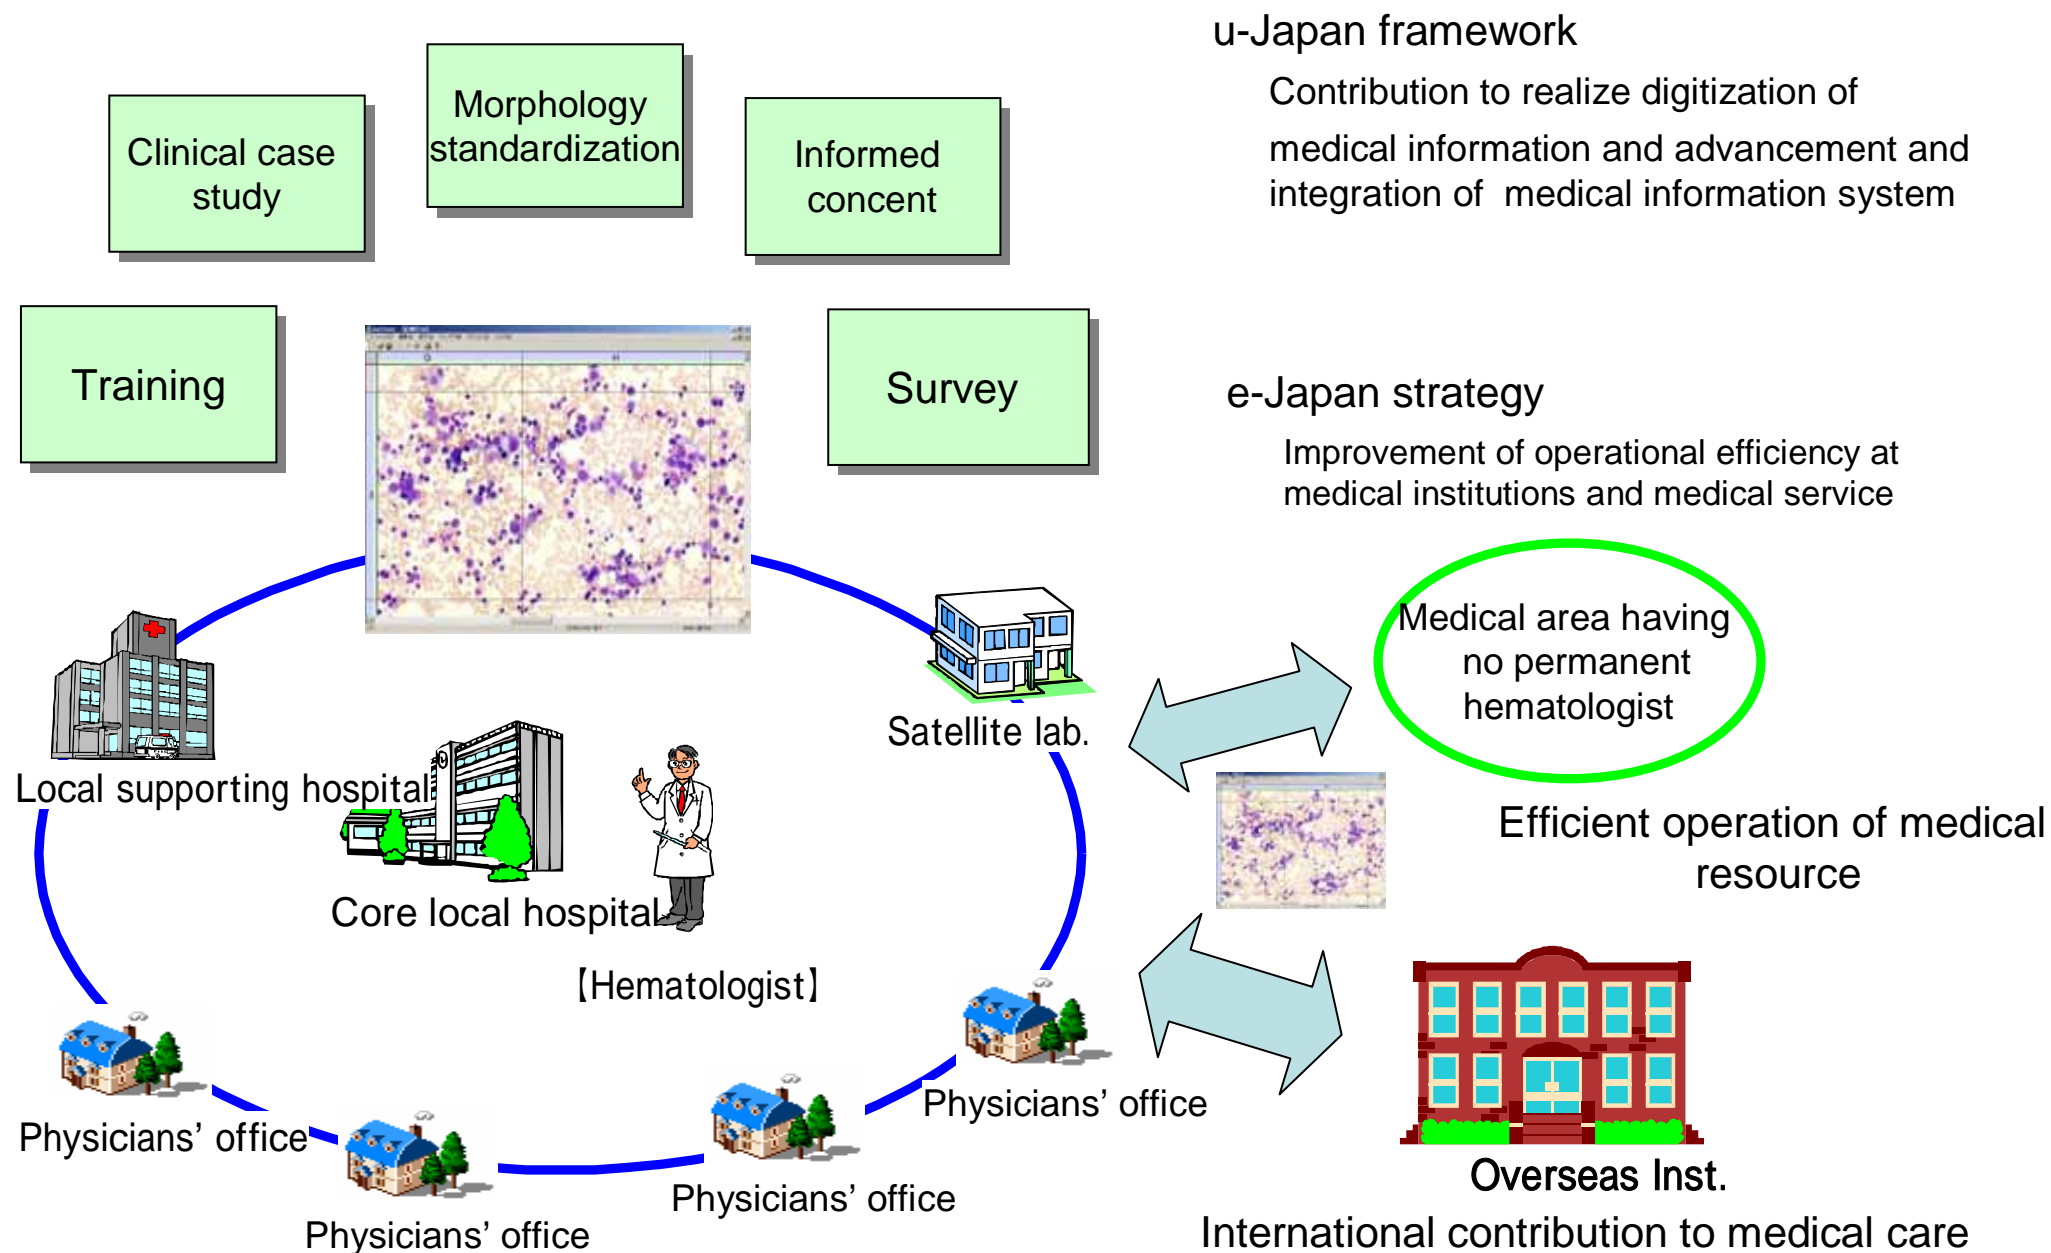 u-Japan framework
Contribution to realize digitization of
medical information and advancement and
integration of medical information system
Clinical case
study
Morphology
standardization
Informed
concent
Training
Survey
e-Japan strategy
Improvement of operational efficiency at
medical institutions and medical service
Medical area having
no permanent
hematologist
Satellite lab.
Local supporting hospital
Efficient operation of medical
resource
Core local hospital
【Hematologist】
Physicians’ office
Physicians’ office
Physicians’ office
Physicians’ office
Overseas Inst.
International contribution to medical care